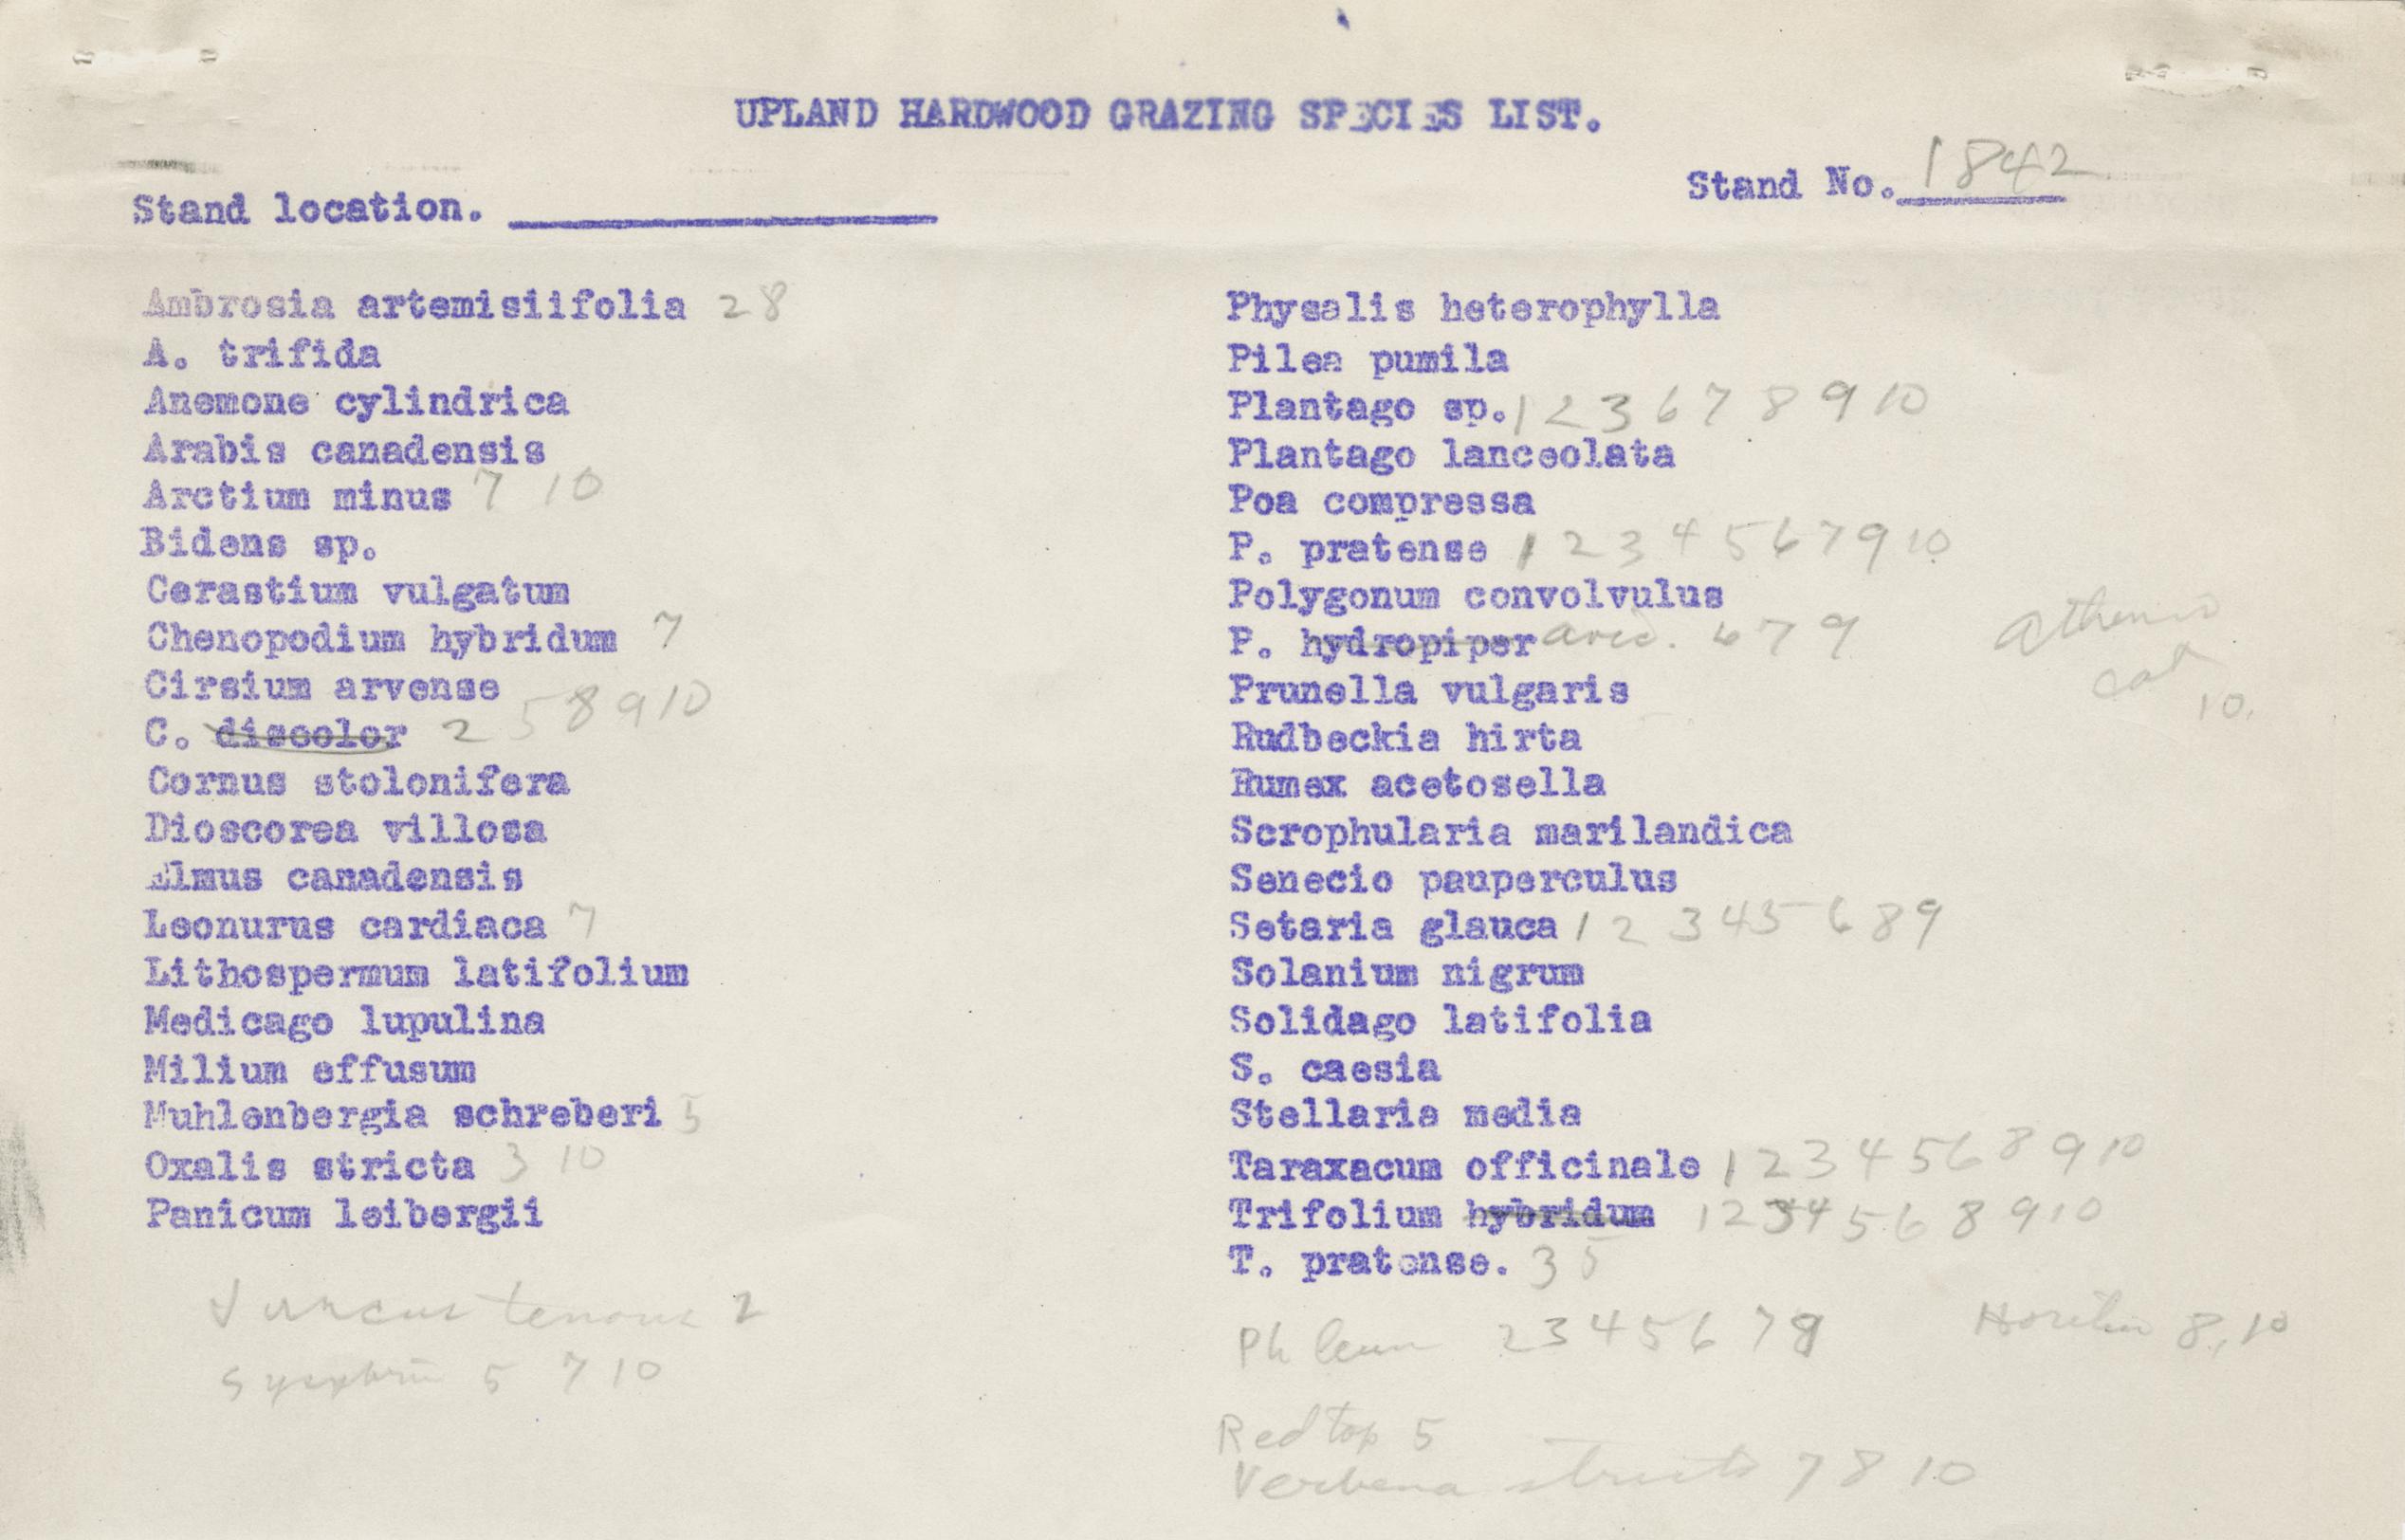 UPLAND HARDWOOD GRAZING SPECIES LIST.
Stand No. 1842
Stand location.
Ambrosia artemisiifolia 2 8
A. trifida
Anemone cylindrica
Arabis canadensis
Arctium minus 7 10
Bidens sp.
Cerastium vulgatum
Chenopodium hybridum 7
Cirsium arvense
C. discolor 2 5 8 9 10
Cornus stolonifera
Dioscorea villosa
Elmus canadensis
Leonurus cardiaca 7
Lithospermum latifolium
Medicago lupulina
Milium effusum
Muhlenbergia schreberi 5
Oxalis stricta 3 10
Panicum leibergii
Juncus tenuis 2
5 7 10
Physalis heterophylla
Pilea pumila
Plantago sp. 1 2 3 6 7 8 9 10
Plantago lanceolata
Poa compressa
P. pratense 1 2 3 4 5 6 7 9 10
Polygonum convolvulus
P. hydropiper avic. 6 7 9
Prunella vulgaris
Rudbeckia hirta
Rumex acetosella
Scrophularia marilandica
Senecio pauperculus
Setaria glauca 1 2 3 4 5 6 8 9
Solanium nigrum
Solidago latifolia
S. caesia
Stellaria media
Taraxacum officinale 1 2 3 4 5 6 8 9 10
Trifolium hybridum 1 2 3 4 5 6 8 9 10
T. pratense. 3 5
Phleum 2 3 4 5 6 7 9
8, 10
Red top 5
Verbena stricta 7 8 10
cat
10.